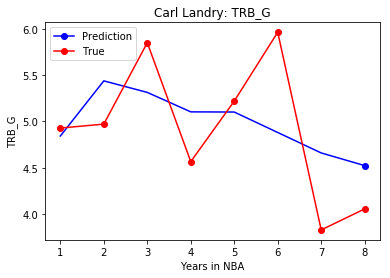 Carl Landry: TRB_G
Prediction
True
6.0
5.5
5.0
4.5
4.0
TRB_G
1 2 3 4 5 6 7 8
Years in NBA